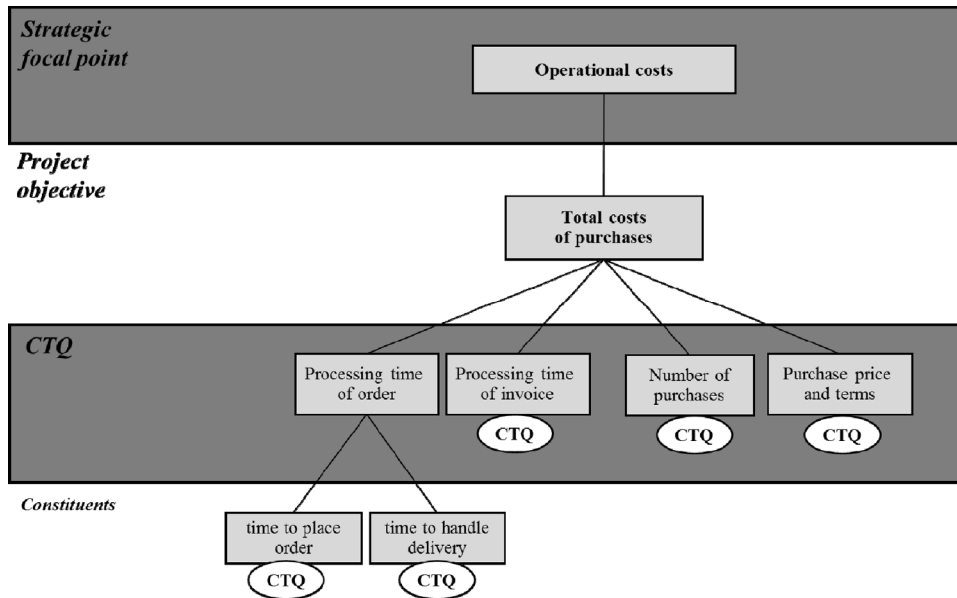 Strategic
focal point
Operational costs
Project
objective
Total costs
of purchases
CTQ
Processing time
of order
Processing time
of invoice
CTQ
Number of
purchases
CTQ
Purchase price
and terms
CTQ
Constituents
time to place
order
CTQ
time to handle
delivery
CTQ